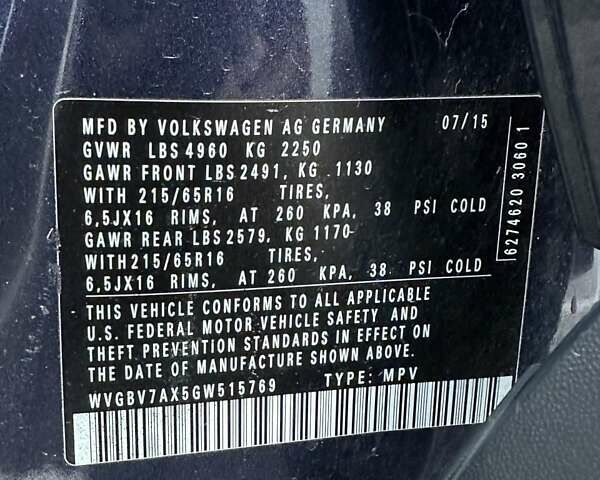 MFD BY VOLKSWAGEN AG GERMANY 07/15
GVWR LBS 4960 KG 2250
GAWR FRONT LBS 2491, KG 1130
WITH 215/65R16 TIRES,
6,5JX16 RIMS, AT 260 KPA, 38 PSI COLD
GAWR REAR LBS 2579, KG 1170
WITH 215/65R16 TIRES,
6,5JX16 RIMS, AT 260 KPA, 38 PSI COLD
THIS VEHICLE CONFORMS TO ALL APPLICABLE
U.S. FEDERAL MOTOR VEHICLE SAFETY AND
THEFT PREVENTION STANDARDS IN EFFECT ON
THE DATE OF MANUFACTURE SHOWN ABOVE.
WVGBV7AX5GW515769 TYPE: MPV
6274620 30601